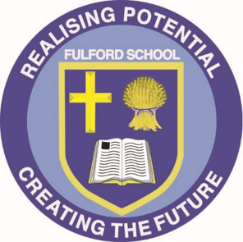 REALISING POTENTIAL
FULFORD SCHOOL
CREATING THE FUTURE